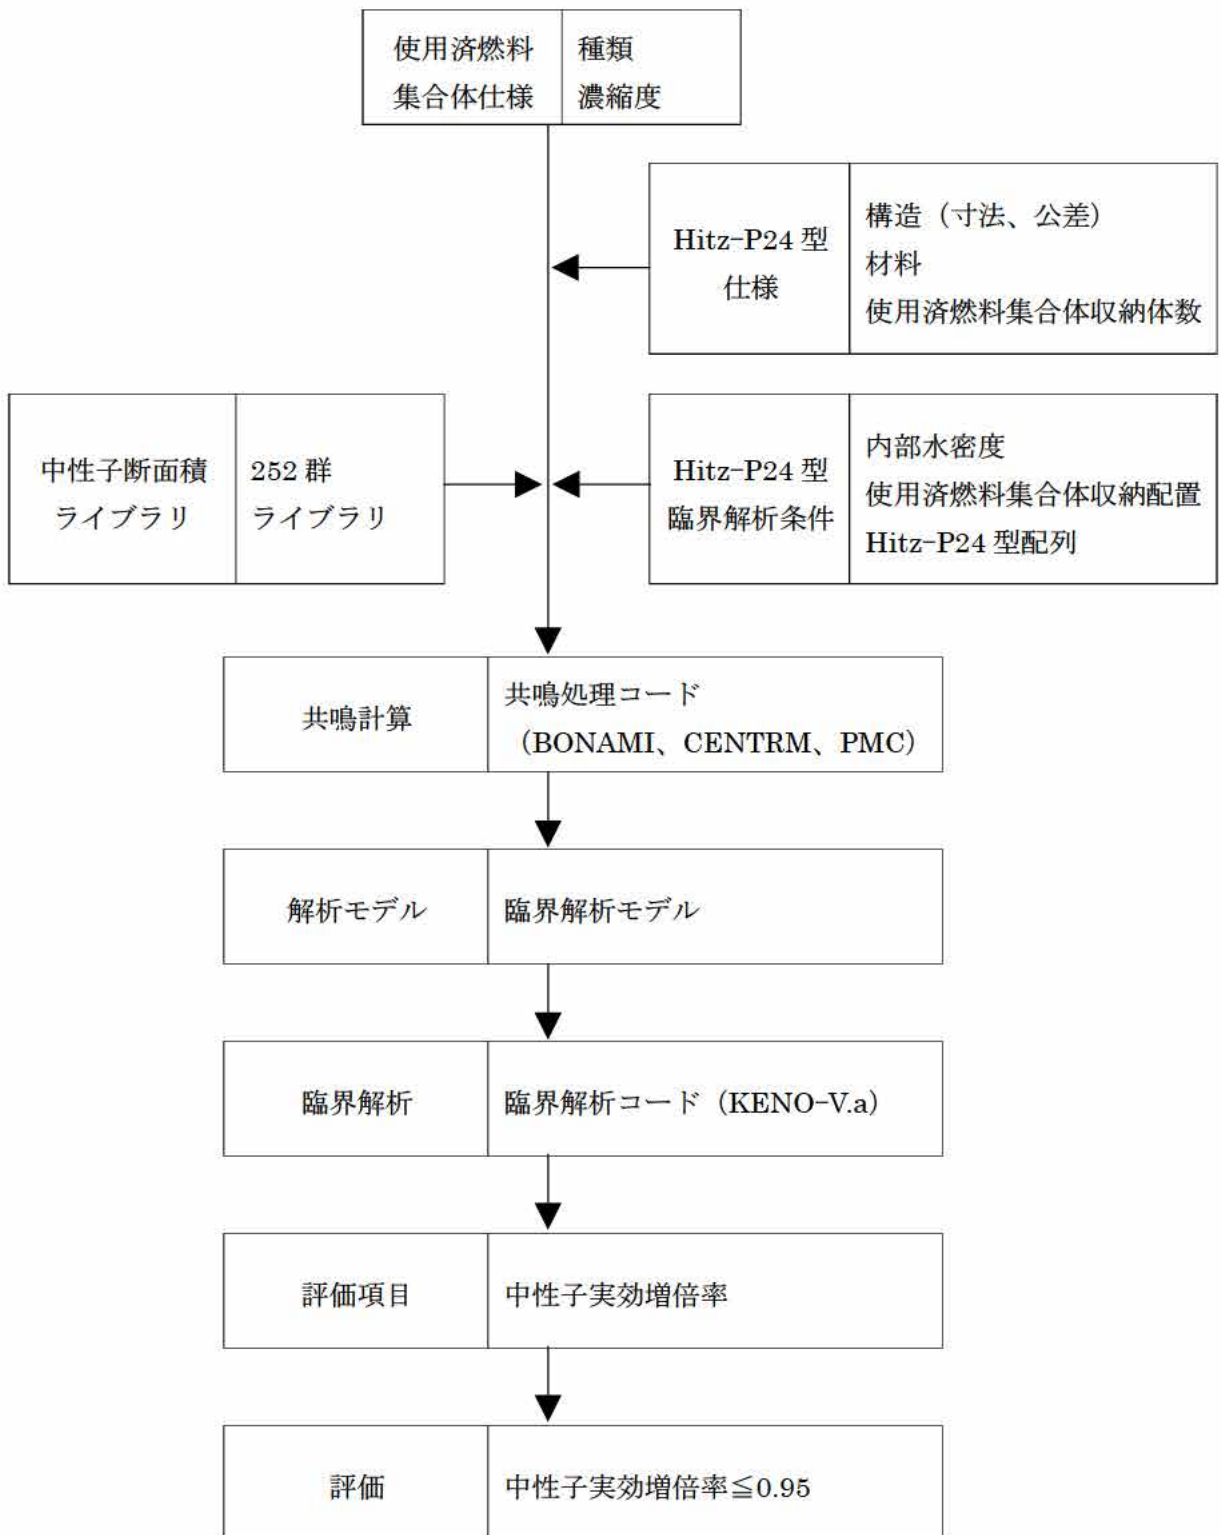 使用済燃料
集合体仕様
種類
濃縮度
Hitz-P24 型
仕様
構造（寸法、公差）
材料
使用済燃料集合体収納体数
中性子断面積
ライブラリ
252 群
ライブラリ
Hitz-P24 型
臨界解析条件
内部水密度
使用済燃料集合体収納配置
Hitz-P24 型配列
共鳴計算
共鳴処理コード
（BONAMI、CENTRM、PMC）
解析モデル
臨界解析モデル
臨界解析
臨界解析コード（KENO-V.a）
評価項目
中性子実効増倍率
評価
中性子実効増倍率≦0.95